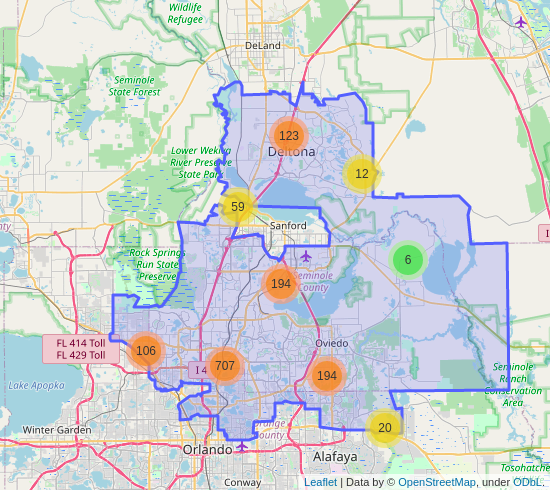 Wildlife
Refugee
DeLand
Seminole
State Forest
123
Deltona
Lower Wekiva
River Preserve
State Park
12
59
Sanford
Rock Springs
Run State
Preserve
6
194
Seminole
County
FL 414 Toll
FL 429 Toll
106
Oviedo
I 4
707
194
Lake Apopka
Seminole
Ranch
Conservation
Area
Winter Garden
Orange
County
20
Orlando
Alafaya
Tosohatchee
Conway
Leaflet | Data by © OpenStreetMap, under ODbL.